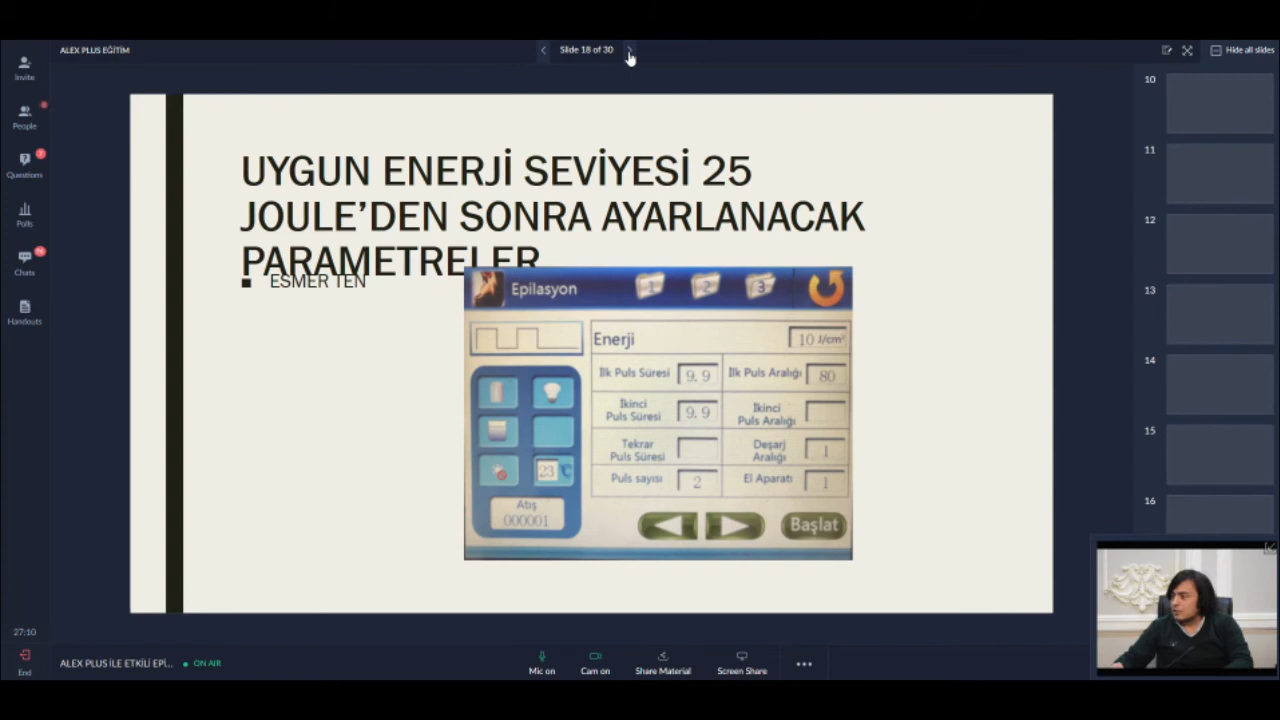 ALEX PLUS EĞİTİM
Slide 18 of 30
Hide all slides
Invite
People
Questions
7
Polls
Chats
Handouts
10
11
12
13
14
15
16
UYGUN ENERJİ SEVİYESİ 25
JOULE’DEN SONRA AYARLANACAK
PARAMETRELER
■ ESMER TEN
Epilasyon
1
2
3
Enerji
10 J/cm²
İlk Puls Süresi 9.9
İlk Puls Aralığı 80
İkinci
Puls Süresi 9.9
İkinci
Puls Aralığı
Tekrar
Puls Süresi
Deşarj
Aralığı 1
Puls sayısı 2
El Aparatı 1
23 ℃
Atış
000001
Başlat
27:10
End
ALEX PLUS İLE ETKİLİ EPİ...
ON AIR
Mic on
Cam on
Share Material
Screen Share